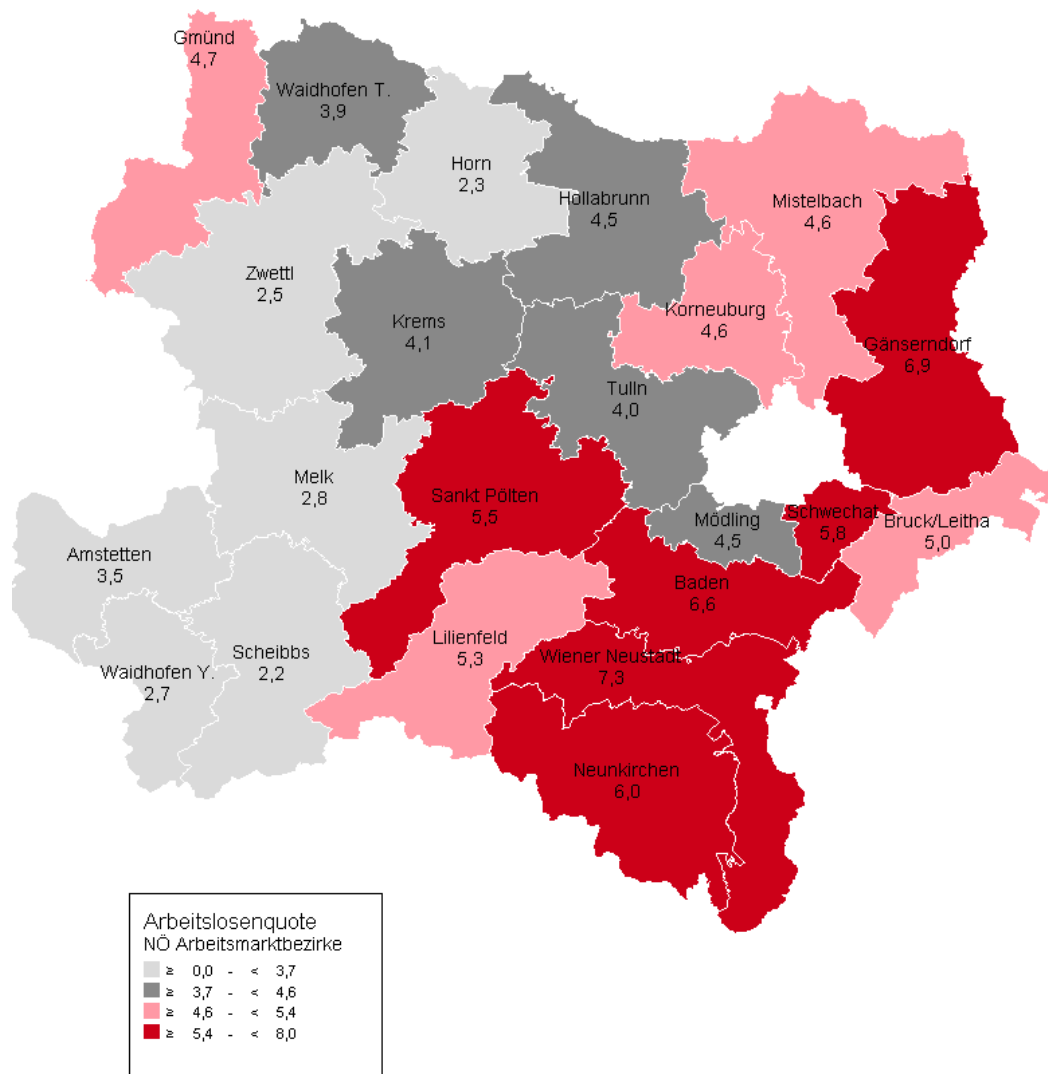 Gmünd
4,7
Waidhofen T.
3,9
Horn
2,3
Hollabrunn
4,5
Mistelbach
4,6
Zwettl
2,5
Krems
4,1
Korneuburg
4,6
Gänserndorf
6,9
Tulln
4,0
Melk
2,8
Sankt Pölten
5,5
Mödling
4,5
Schwechat
5,8
Bruck/Leitha
5,0
Amstetten
3,5
Baden
6,6
Lilienfeld
5,3
Scheibbs
2,2
Waidhofen Y.
2,7
Wiener Neustadt
7,3
Neunkirchen
6,0
Arbeitslosenquote
NÖ Arbeitsmarktbezirke
≥ 0,0 - < 3,7
≥ 3,7 - < 4,6
≥ 4,6 - < 5,4
≥ 5,4 - < 8,0